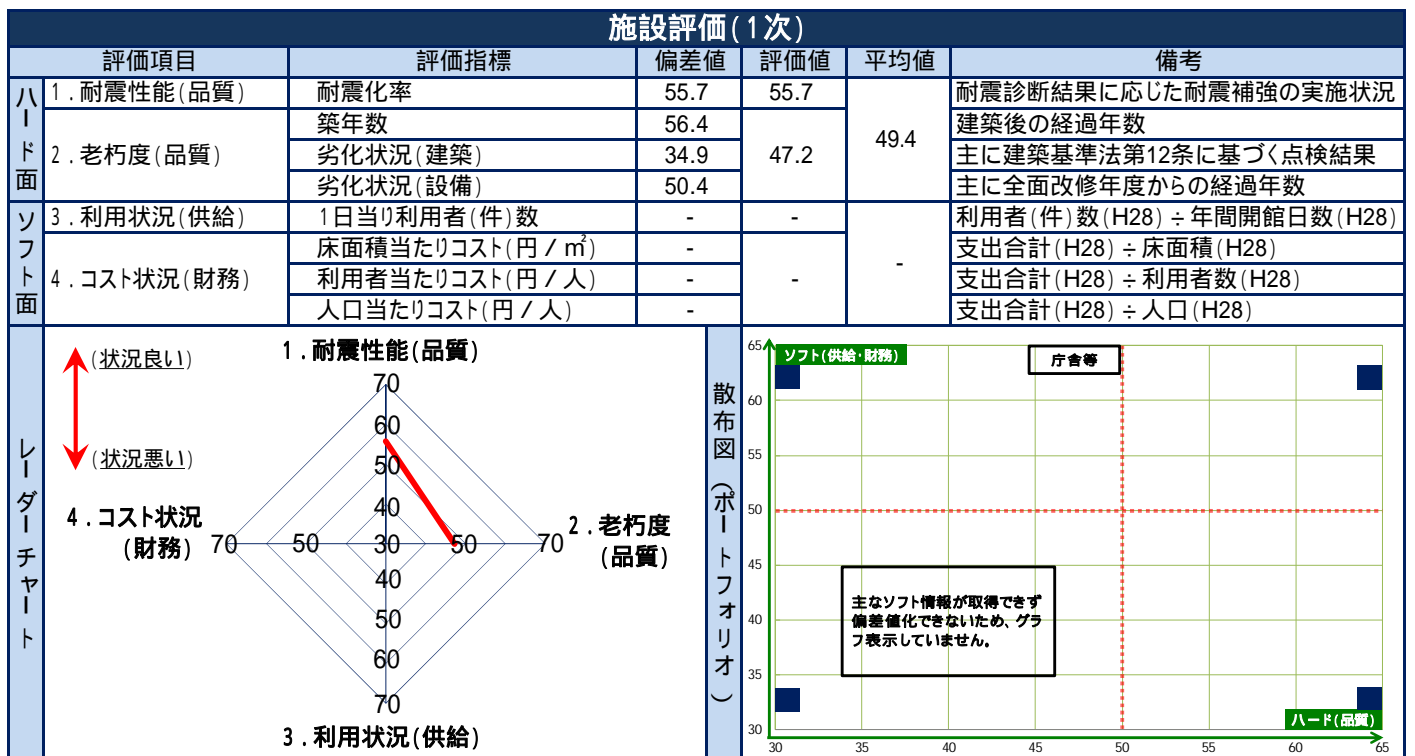 施設評価(1次)
評価項目 評価指標 偏差値 評価値 平均値 備考
ハード面
1.耐震性能(品質) 耐震化率 55.7 55.7 49.4 耐震診断結果に応じた耐震補強の実施状況
2.老朽度(品質) 築年数 56.4 47.2 建築後の経過年数
劣化状況(建築) 34.9 主に建築基準法第12条に基づく点検結果
劣化状況(設備) 50.4 主に全面改修年度からの経過年数
ソフト面
3.利用状況(供給) 1日当り利用者(件)数 - - - 利用者(件)数(H28)÷年間開館日数(H28)
4.コスト状況(財務) 床面積当たりコスト(円/㎡) - - 支出合計(H28)÷床面積(H28)
利用者当たりコスト(円/人) - 支出合計(H28)÷利用者数(H28)
人口当たりコスト(円/人) - 支出合計(H28)÷人口(H28)
レーダーチャート
(状況良い)
(状況悪い)
1.耐震性能(品質)
70
60
50
40
4.コスト状況
(財務)
70 50 30 50 70
2.老朽度
(品質)
40
50
60
70
3.利用状況(供給)
散布図(ポートフォリオ)
65
ソフト(供給・財務)
庁舎等
60
55
50
45
主なソフト情報が取得できず
偏差値化できないため、グラ
フ表示していません。
40
35
30
ハード(品質)
30 35 40 45 50 55 60 65